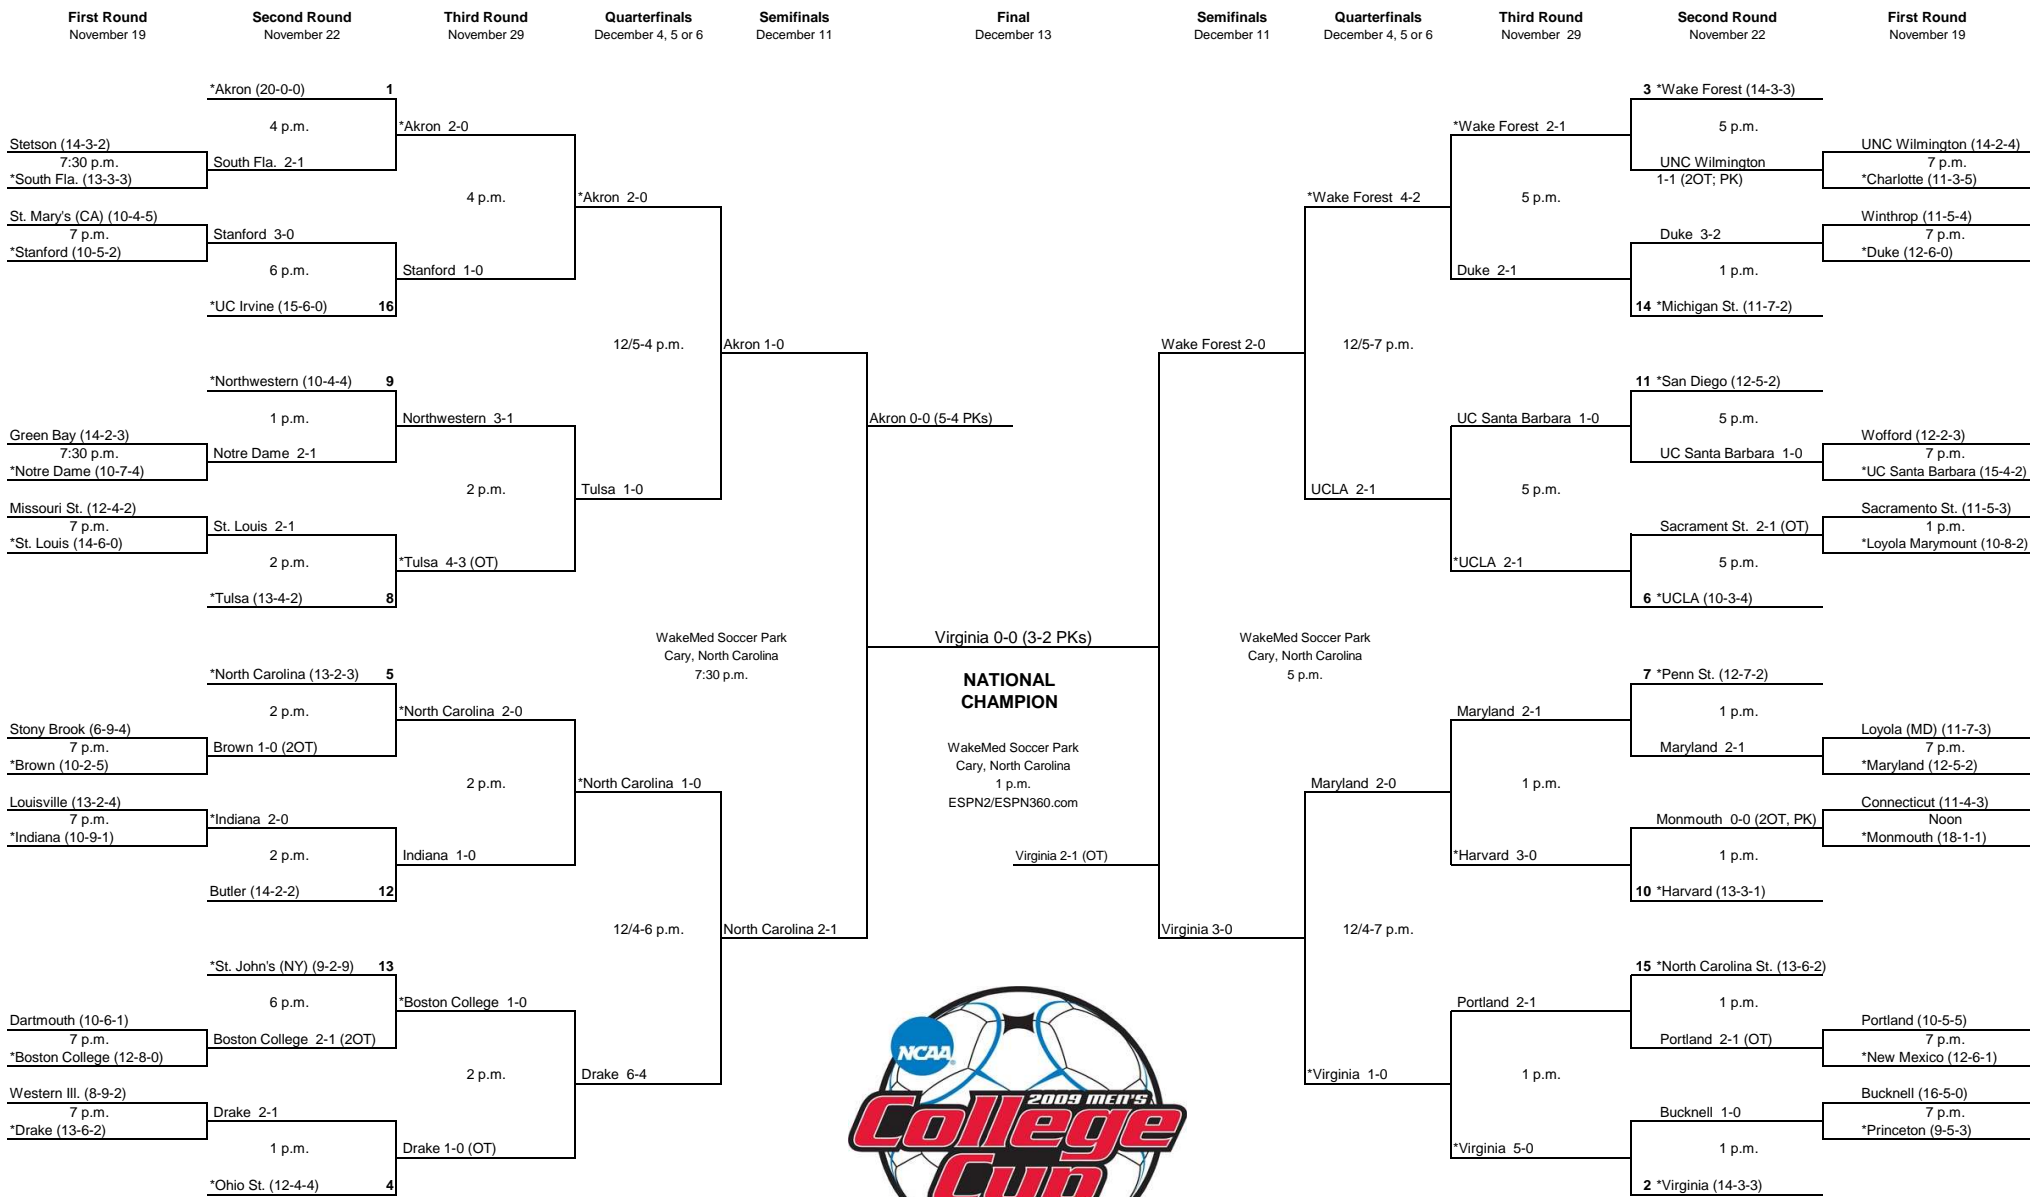 First Round
November 19
Second Round
November 22
Third Round
November 29
Quarterfinals
December 4, 5 or 6
Semifinals
December 11
Final
December 13
Semifinals
December 11
Quarterfinals
December 4, 5 or 6
Third Round
November  29
Second Round
November 22
First Round
November 19
Stetson (14-3-2)
7:30 p.m.
*South Fla. (13-3-3)
St. Mary's (CA) (10-4-5)
7 p.m.
*Stanford (10-5-2)
Green Bay (14-2-3)
7:30 p.m.
*Notre Dame (10-7-4)
Missouri St. (12-4-2)
7 p.m.
*St. Louis (14-6-0)
Stony Brook (6-9-4)
7 p.m.
*Brown (10-2-5)
Louisville (13-2-4)
7 p.m.
*Indiana (10-9-1)
Dartmouth (10-6-1)
7 p.m.
*Boston College (12-8-0)
Western Ill. (8-9-2)
7 p.m.
*Drake (13-6-2)
*Akron (20-0-0) 1
4 p.m.
South Fla.  2-1
Stanford  3-0
6 p.m.
*UC Irvine (15-6-0) 16
*Northwestern (10-4-4) 9
1 p.m.
Notre Dame  2-1
St. Louis  2-1
2 p.m.
*Tulsa (13-4-2) 8
*North Carolina (13-2-3) 5
2 p.m.
Brown 1-0 (2OT)
*Indiana  2-0
2 p.m.
Butler (14-2-2) 12
*St. John's (NY) (9-2-9) 13
6 p.m.
Boston College  2-1 (2OT)
Drake  2-1
1 p.m.
*Ohio St. (12-4-4) 4
*Akron  2-0
4 p.m.
Stanford  1-0
Northwestern  3-1
2 p.m.
*Tulsa  4-3 (OT)
*North Carolina  2-0
2 p.m.
Indiana  1-0
*Boston College  1-0
2 p.m.
Drake 1-0 (OT)
*Akron  2-0
12/5-4 p.m.
Tulsa  1-0
*North Carolina  1-0
12/4-6 p.m.
Drake  6-4
Akron 1-0
WakeMed Soccer Park
Cary, North Carolina
7:30 p.m.
North Carolina 2-1
Akron 0-0 (5-4 PKs)
Virginia 0-0 (3-2 PKs)
NATIONAL
CHAMPION
WakeMed Soccer Park
Cary, North Carolina
1 p.m.
ESPN2/ESPN360.com
Virginia 2-1 (OT)
NCAA
2009 MEN'S
College
Cup
Wake Forest 2-0
WakeMed Soccer Park
Cary, North Carolina
5 p.m.
Virginia 3-0
*Wake Forest  4-2
12/5-7 p.m.
UCLA  2-1
Maryland  2-0
12/4-7 p.m.
*Virginia  1-0
*Wake Forest  2-1
5 p.m.
Duke  2-1
UC Santa Barbara  1-0
5 p.m.
*UCLA  2-1
Maryland  2-1
1 p.m.
*Harvard  3-0
Portland  2-1
1 p.m.
*Virginia  5-0
3 *Wake Forest (14-3-3)
5 p.m.
UNC Wilmington
1-1 (2OT; PK)
Duke  3-2
1 p.m.
14 *Michigan St. (11-7-2)
11 *San Diego (12-5-2)
5 p.m.
UC Santa Barbara  1-0
Sacrament St.  2-1 (OT)
5 p.m.
6 *UCLA (10-3-4)
7 *Penn St. (12-7-2)
1 p.m.
Maryland  2-1
Monmouth  0-0 (2OT, PK)
1 p.m.
10 *Harvard (13-3-1)
15 *North Carolina St. (13-6-2)
1 p.m.
Portland  2-1 (OT)
Bucknell  1-0
1 p.m.
2 *Virginia (14-3-3)
UNC Wilmington (14-2-4)
7 p.m.
*Charlotte (11-3-5)
Winthrop (11-5-4)
7 p.m.
*Duke (12-6-0)
Wofford (12-2-3)
7 p.m.
*UC Santa Barbara (15-4-2)
Sacramento St. (11-5-3)
1 p.m.
*Loyola Marymount (10-8-2)
Loyola (MD) (11-7-3)
7 p.m.
*Maryland (12-5-2)
Connecticut (11-4-3)
Noon
*Monmouth (18-1-1)
Portland (10-5-5)
7 p.m.
*New Mexico (12-6-1)
Bucknell (16-5-0)
7 p.m.
*Princeton (9-5-3)